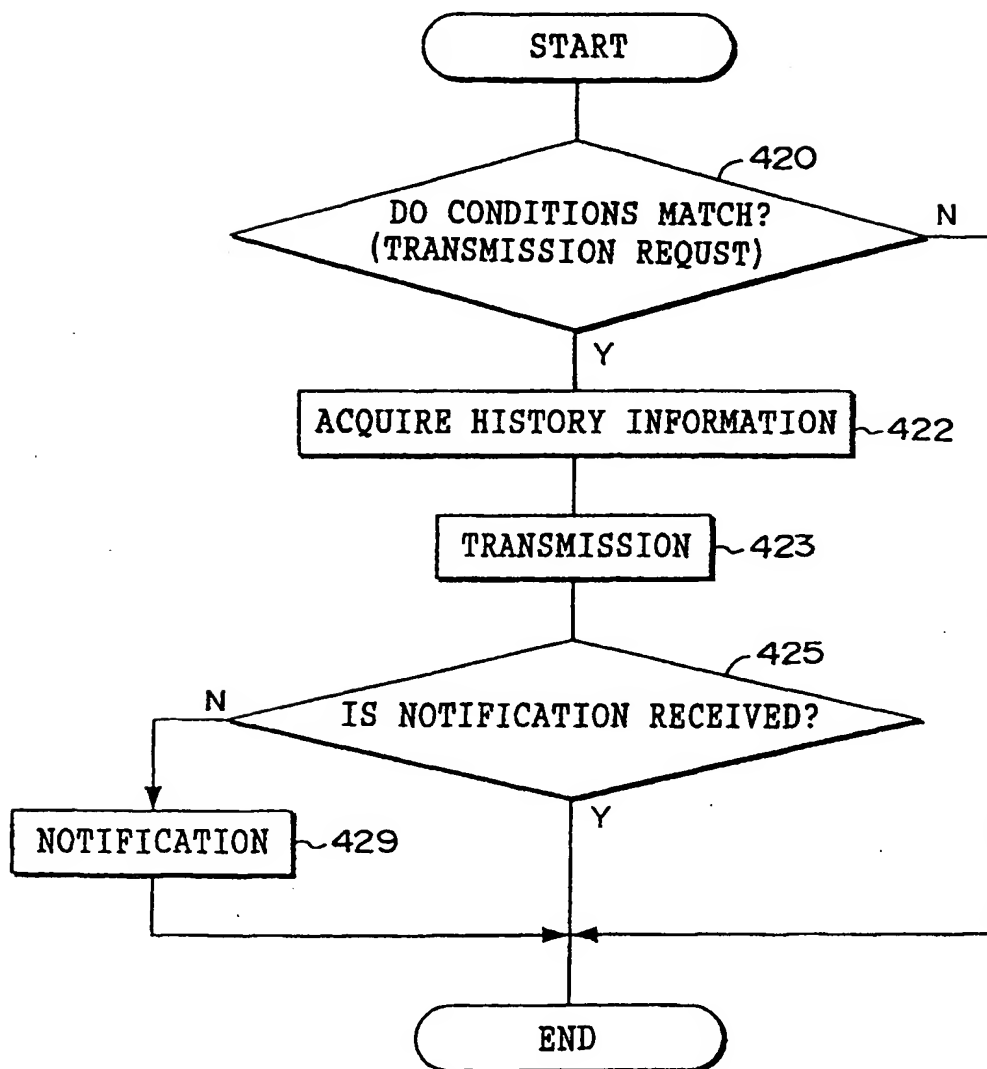 START
420
DO CONDITIONS MATCH?
N
(TRANSMISSION REQUST)
Y
ACQUIRE HISTORY INFORMATION
422
TRANSMISSION
423
425
N
IS NOTIFICATION RECEIVED?
Y
NOTIFICATION
429
END